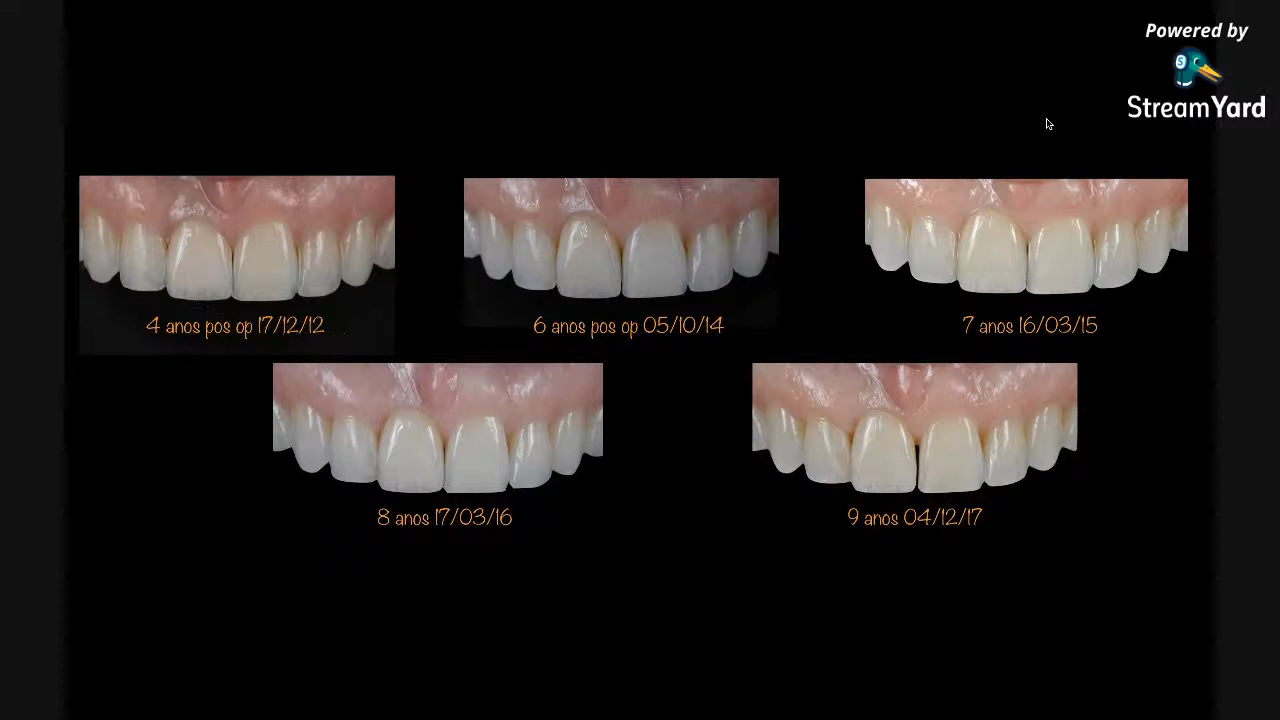 Powered by
StreamYard
4 anos pos op 17/12/12
6 anos pos op 05/10/14
7 anos 16/03/15
8 anos 17/03/16
9 anos 04/12/17